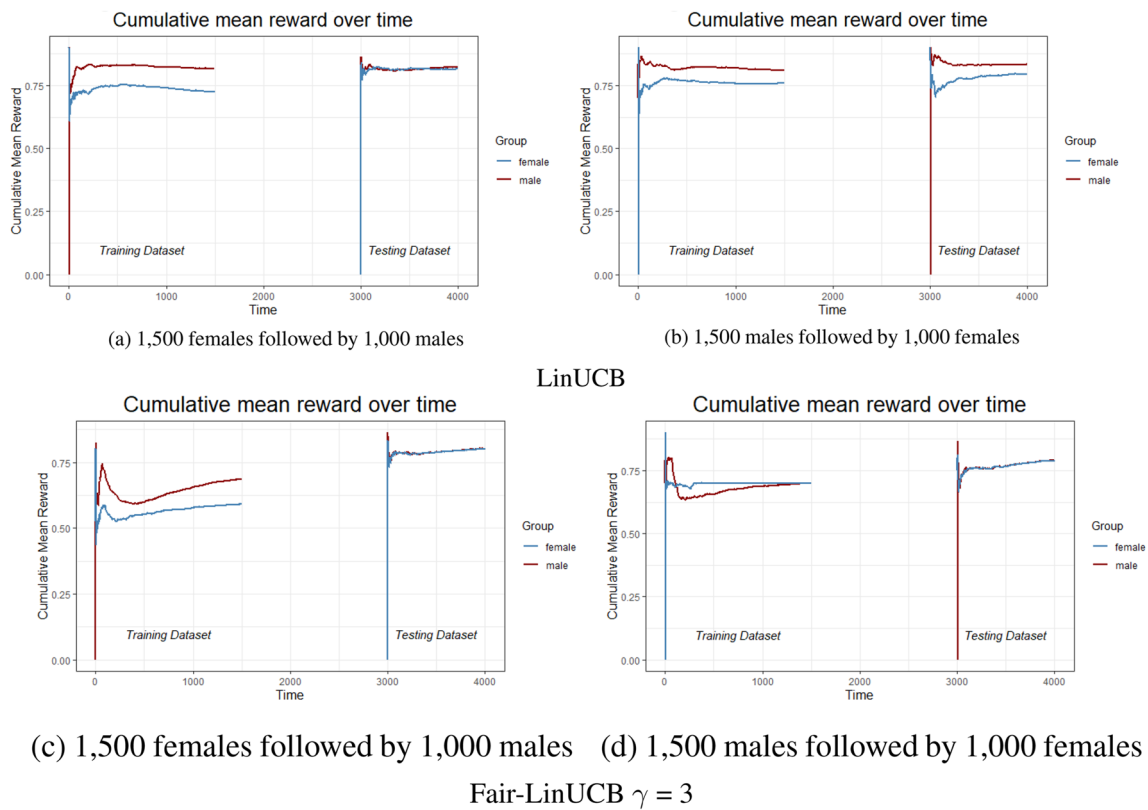 Cumulative mean reward over time
Cumulative Mean Reward
0.75
0.50
0.25
0.00
Training Dataset
Testing Dataset
0
1000
2000
3000
4000
Time
Group
female
male
(a) 1,500 females followed by 1,000 males
Cumulative mean reward over time
Cumulative Mean Reward
0.75
0.50
0.25
0.00
Training Dataset
Testing Dataset
0
1000
2000
3000
4000
Time
Group
female
male
(b) 1,500 males followed by 1,000 females
LinUCB
Cumulative mean reward over time
Cumulative Mean Reward
0.75
0.50
0.25
0.00
Training Dataset
Testing Dataset
0
1000
2000
3000
4000
Time
Group
female
male
(c) 1,500 females followed by 1,000 males
Cumulative mean reward over time
Cumulative Mean Reward
0.75
0.50
0.25
0.00
Training Dataset
Testing Dataset
0
1000
2000
3000
4000
Time
Group
female
male
(d) 1,500 males followed by 1,000 females
Fair-LinUCB γ = 3